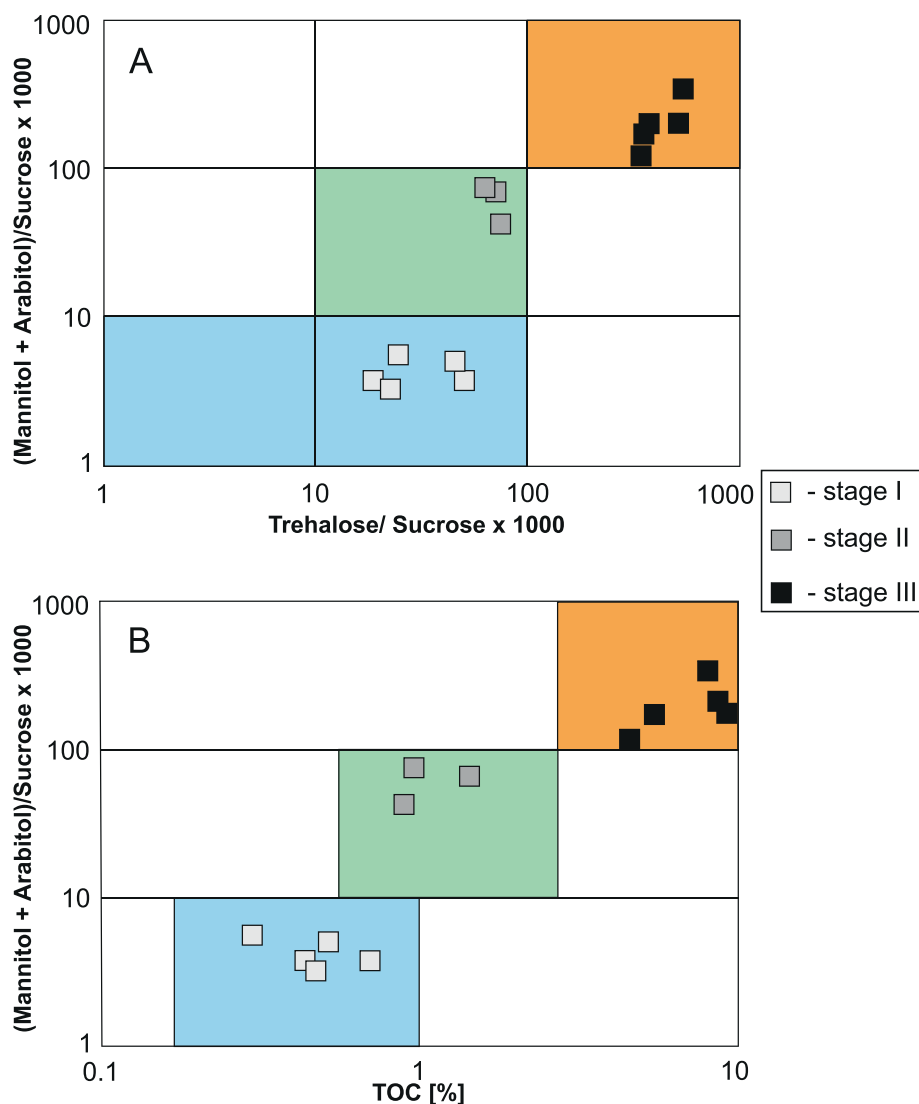 A
(Mannitol + Arabitol)/Sucrose x 1000
1000
100
10
1
1 10 100 1000
Trehalose/ Sucrose x 1000
- stage I
- stage II
- stage III
B
(Mannitol + Arabitol)/Sucrose x 1000
1000
100
10
1
0.1 1 10
TOC [%]